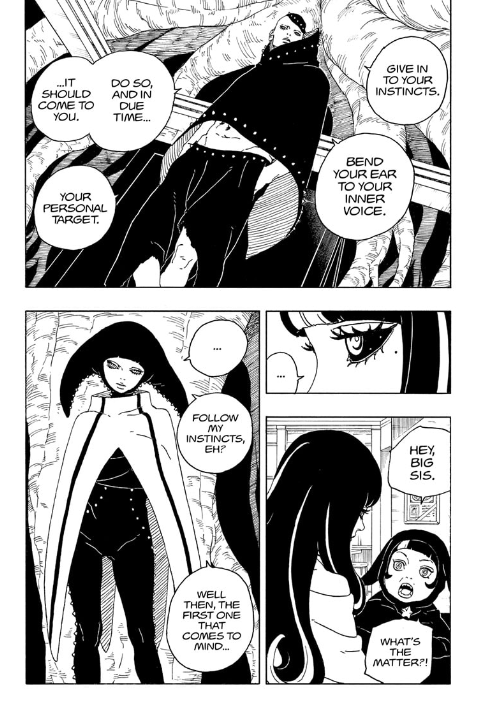 GIVE IN
TO YOUR
INSTINCTS.
BEND
YOUR EAR
TO YOUR
INNER
VOICE.
DO SO,
AND IN
DUE
TIME...
...IT
SHOULD
COME TO
YOU.
YOUR
PERSONAL
TARGET.
...
HEY,
BIG
SIS.
WHAT'S
THE
MATTER?!
...
FOLLOW
MY
INSTINCTS,
EH?
WELL
THEN, THE
FIRST ONE
THAT
COMES TO
MIND...